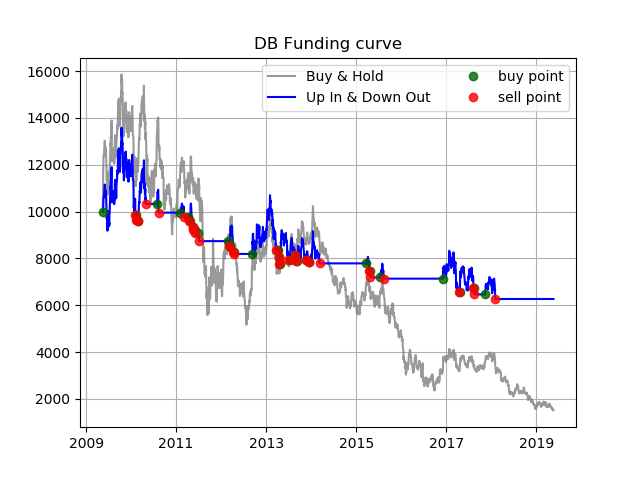 DB Funding curve
Buy & Hold
Up In & Down Out
buy point
sell point
16000
14000
12000
10000
8000
6000
4000
2000
2009 2011 2013 2015 2017 2019